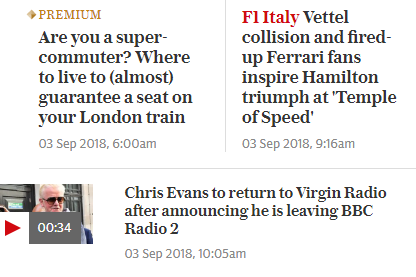 PREMIUM
Are you a super-
commuter? Where
to live to (almost)
guarantee a seat on
your London train
03 Sep 2018, 6:00am
F1 Italy Vettel
collision and fired-
up Ferrari fans
inspire Hamilton
triumph at 'Temple
of Speed'
03 Sep 2018, 9:16am
00:34
Chris Evans to return to Virgin Radio
after announcing he is leaving BBC
Radio 2
03 Sep 2018, 10:05am